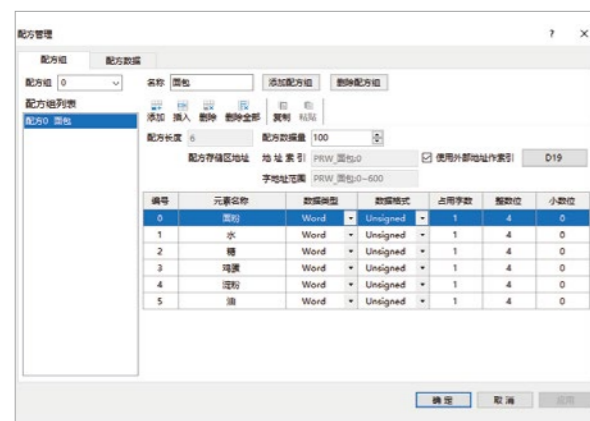 配方管理 ? ×
配方组 配方数据
配方组 0 名称 面包 添加配方组 删除配方组
配方组列表
配方0 面包
添加 插入 删除 删除全部 复制 粘贴
配方长度 6 配方数据量 100
配方存储区地址 地址索引 PRW_面包:0 使用外部地址作索引 D19
字地址范围 PRW_面包:0~600
编号 元素名称 数据类型 数据格式 占用字数 整数位 小数位
0 面粉 Word Unsigned 1 4 0
1 水 Word Unsigned 1 4 0
2 糖 Word Unsigned 1 4 0
3 鸡蛋 Word Unsigned 1 4 0
4 淀粉 Word Unsigned 1 4 0
5 油 Word Unsigned 1 4 0
确定 取消 应用